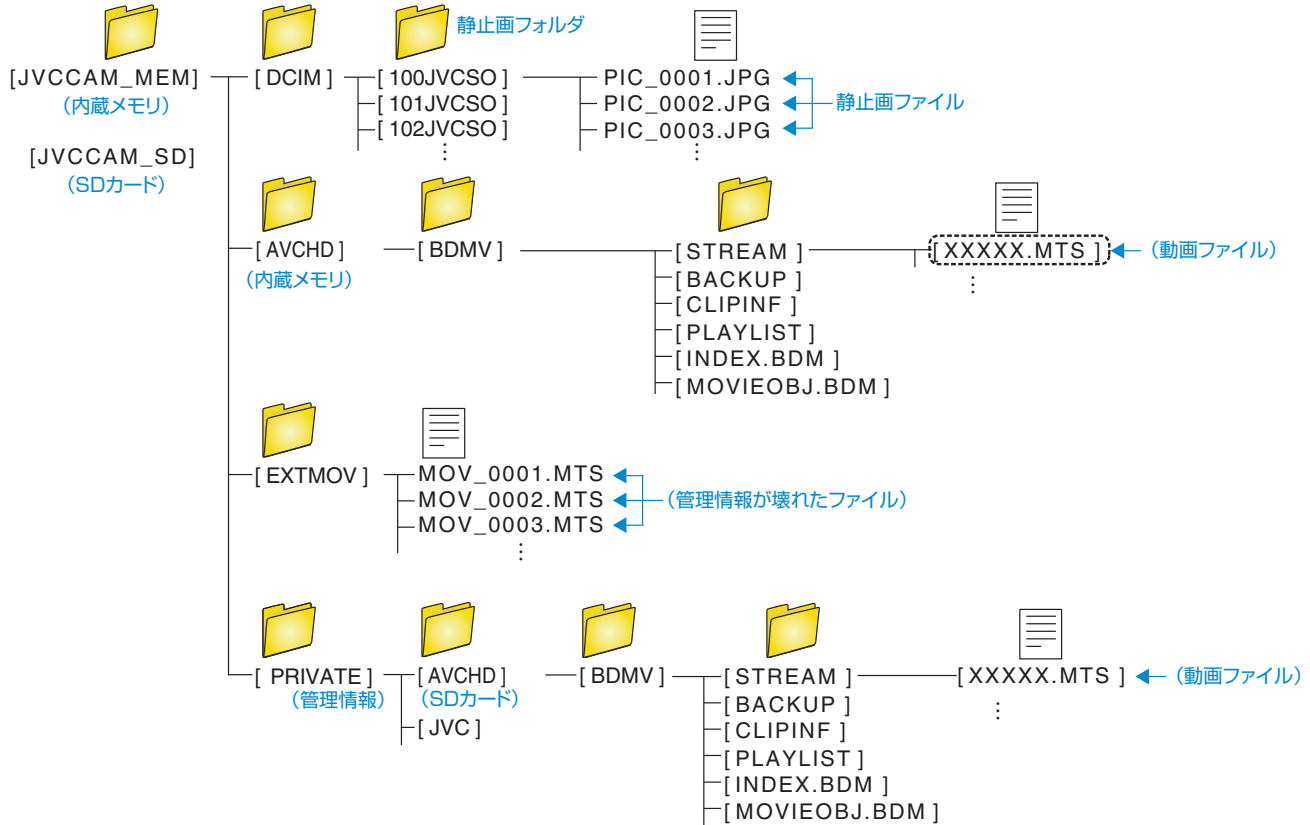 静止画フォルダ
[JVCCAM_MEM]
(内蔵メモリ)
[JVCCAM_SD]
(SDカード)
[ DCIM ]
[ 100JVCSO ]
[ 101JVCSO ]
[ 102JVCSO ]
⋮
PIC_0001.JPG
PIC_0002.JPG
PIC_0003.JPG
⋮
静止画ファイル
[ AVCHD ]
(内蔵メモリ)
[ BDMV ]
[ STREAM ]
[ BACKUP ]
[ CLIPINF ]
[ PLAYLIST ]
[ INDEX.BDM ]
[ MOVIEOBJ.BDM ]
[ XXXXX.MTS ]
⋮
(動画ファイル)
[ EXTMOV ]
MOV_0001.MTS
MOV_0002.MTS
MOV_0003.MTS
⋮
(管理情報が壊れたファイル)
[ PRIVATE ]
(管理情報)
[ AVCHD ]
(SDカード)
[ JVC ]
[ BDMV ]
[ STREAM ]
[ BACKUP ]
[ CLIPINF ]
[ PLAYLIST ]
[ INDEX.BDM ]
[ MOVIEOBJ.BDM ]
[ XXXXX.MTS ]
⋮
(動画ファイル)